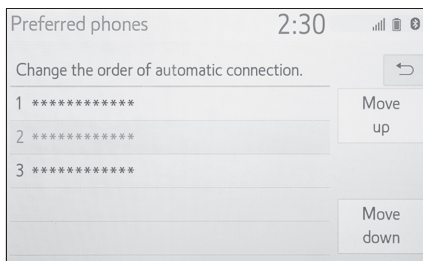 Preferred phones 2:30
Change the order of automatic connection.
1 ************
2 ************
3 ************
Move
up
Move
down